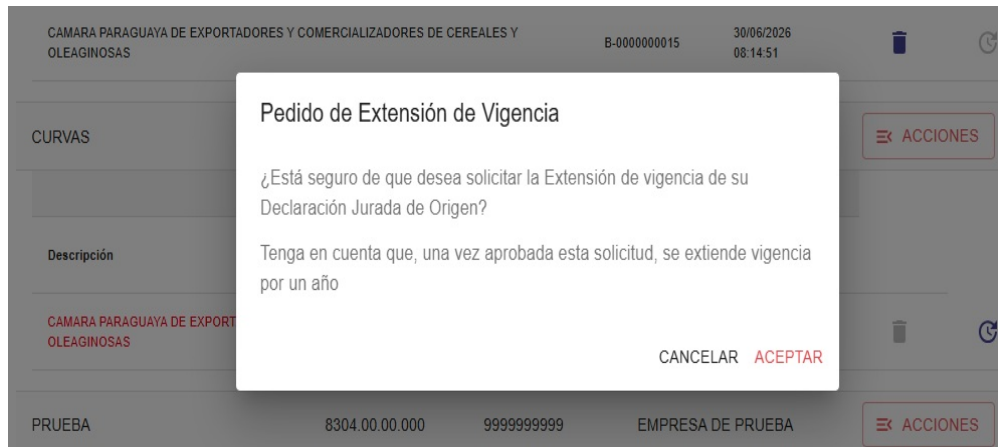 CAMARA PARAGUAYA DE EXPORTADORES Y COMERCIALIZADORES DE CEREALES Y
OLEAGINOSAS
B-0000000015
30/06/2026
08:14:51
Pedido de Extensión de Vigencia
CURVAS
ACCIONES
¿Está seguro de que desea solicitar la Extensión de vigencia de su
Declaración Jurada de Origen?
Descripción
Tenga en cuenta que, una vez aprobada esta solicitud, se extiende vigencia
por un año
CAMARA PARAGUAYA DE EXPORT
OLEAGINOSAS
CANCELAR ACEPTAR
PRUEBA 8304.00.00.000 9999999999 EMPRESA DE PRUEBA ACCIONES